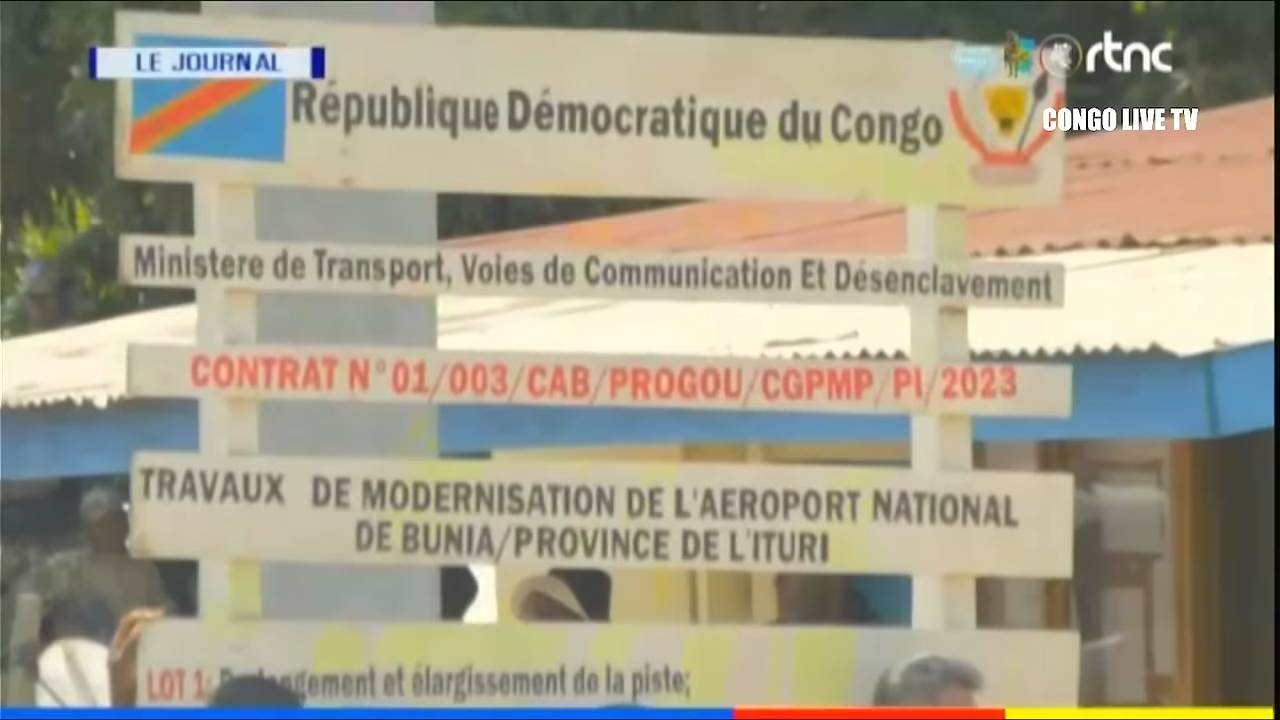 LE JOURNAL
rtnc
CONGO LIVE TV
République Démocratique du Congo
Ministere de Transport, Voies de Communication Et Désenclavement
CONTRAT N° 01/003/CAB/PROGOU/CGPMP/PI/2023
TRAVAUX DE MODERNISATION DE L'AEROPORT NATIONAL
DE BUNIA/PROVINCE DE L'ITURI
LOT 1: et élargissement de la piste;